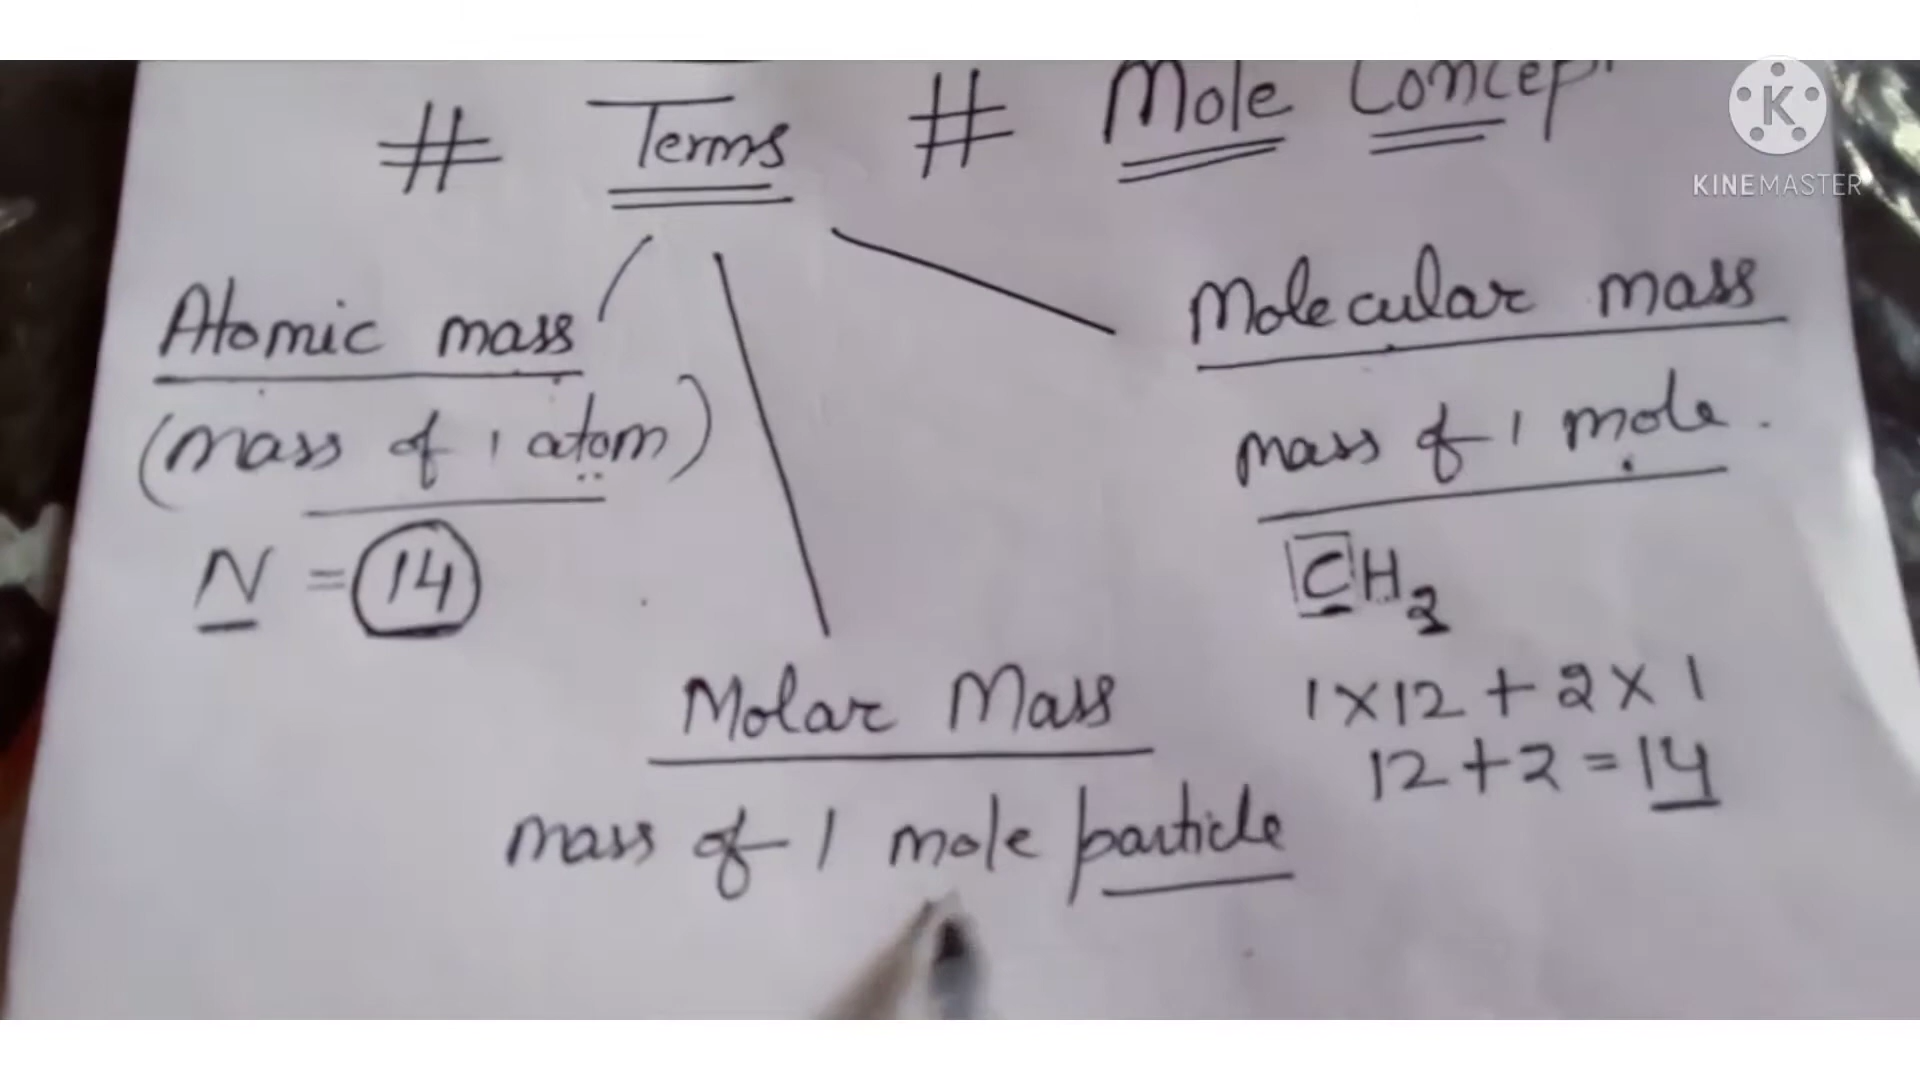 # Terms # Mole Concept
KINEMASTER
Atomic mass
(mass of 1 atom)
N = 14
Molecular mass
mass of 1 mole.
CH2
1 x 12 + 2 x 1
12 + 2 = 14
Molar Mass
mass of 1 mole particle